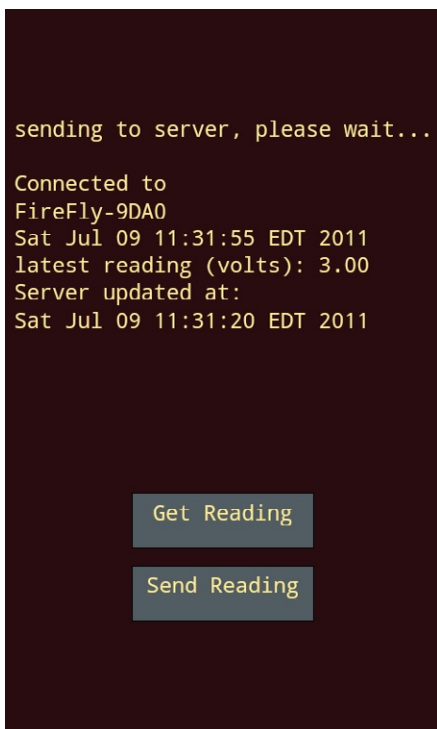 sending to server, please wait...
Connected to
FireFly-9DA0
Sat Jul 09 11:31:55 EDT 2011
latest reading (volts): 3.00
Server updated at:
Sat Jul 09 11:31:20 EDT 2011
Get Reading
Send Reading